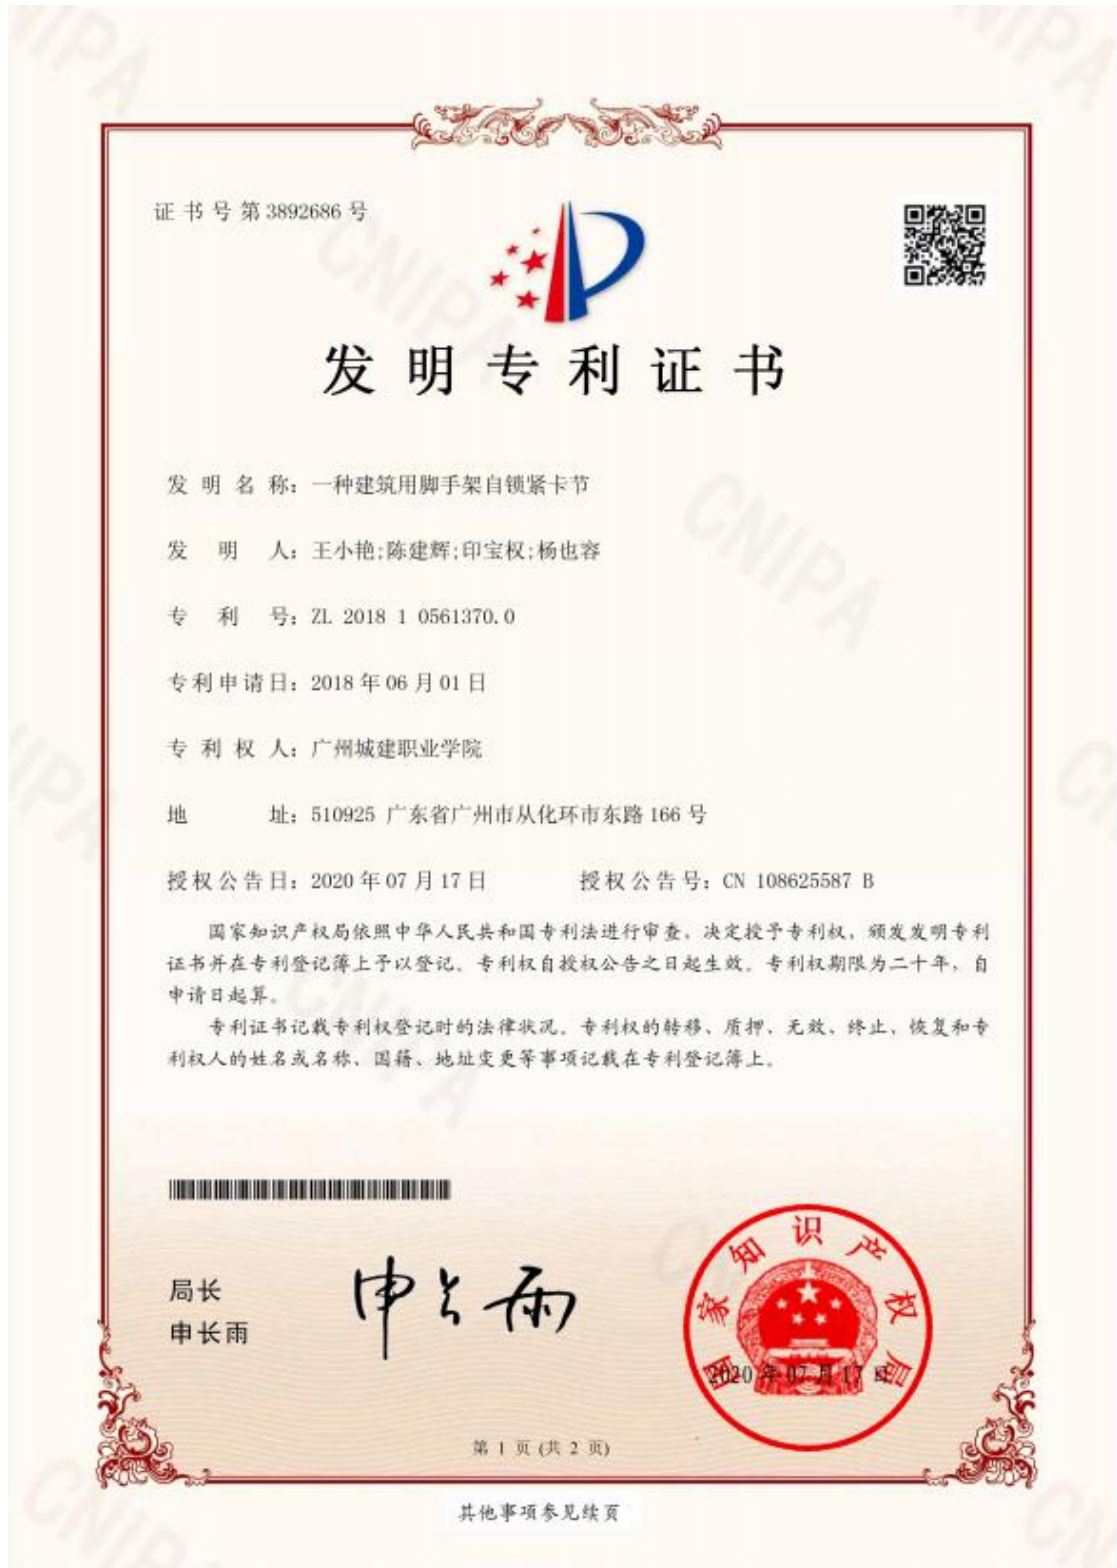 证书号第3892686号
发明专利证书
发明名称：一种建筑用脚手架自锁紧卡节
发明人：王小艳;陈建辉;印宝权;杨也容
专利号：ZL 2018 1 0561370.0
专利申请日：2018年06月01日
专利权人：广州城建职业学院
地址：510925 广东省广州市从化环市东路166号
授权公告日：2020年07月17日 授权公告号：CN 108625587 B
国家知识产权局依照中华人民共和国专利法进行审查，决定授予专利权，颁发发明专利
证书并在专利登记簿上予以登记。专利权自授权公告之日起生效。专利权期限为二十年，自
申请日起算。
专利证书记载专利权登记时的法律状况。专利权的转移、质押、无效、终止、恢复和专
利权人的姓名或名称、国籍、地址变更等事项记载在专利登记簿上。
局长
申长雨
申长雨
国家知识产权局
2020年07月17日
第 1 页 (共 2 页)
其他事项参见续页
CNIPA
CNIPA
CNIPA
CNIPA
CNIPA
CNIPA